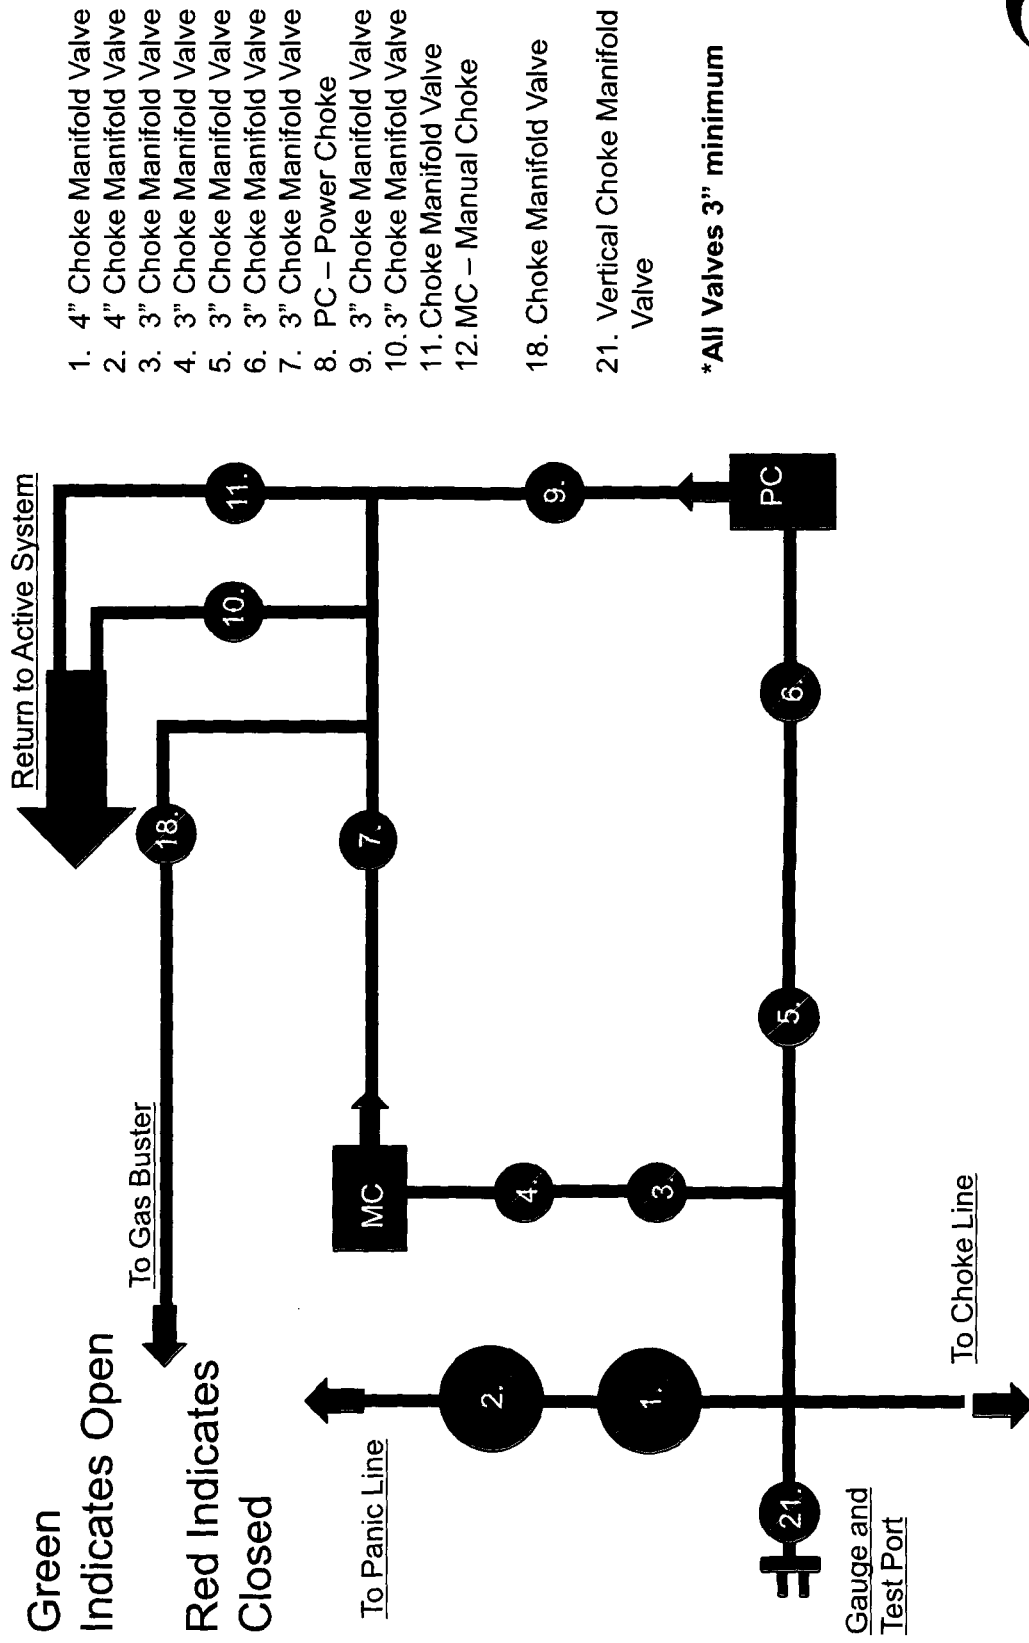 Green
Indicates Open
Red Indicates
Closed
To Gas Buster
Return to Active System
18.
10.
11.
MC
7.
To Panic Line
2.
1.
4.
3.
9.
21.
5.
6.
PC
Gauge and
Test Port
To Choke Line
1. 4" Choke Manifold Valve
2. 4" Choke Manifold Valve
3. 3" Choke Manifold Valve
4. 3" Choke Manifold Valve
5. 3" Choke Manifold Valve
6. 3" Choke Manifold Valve
7. 3" Choke Manifold Valve
8. PC – Power Choke
9. 3" Choke Manifold Valve
10.3" Choke Manifold Valve
11. Choke Manifold Valve
12. MC – Manual Choke
18. Choke Manifold Valve
21. Vertical Choke Manifold
Valve
*All Valves 3" minimum